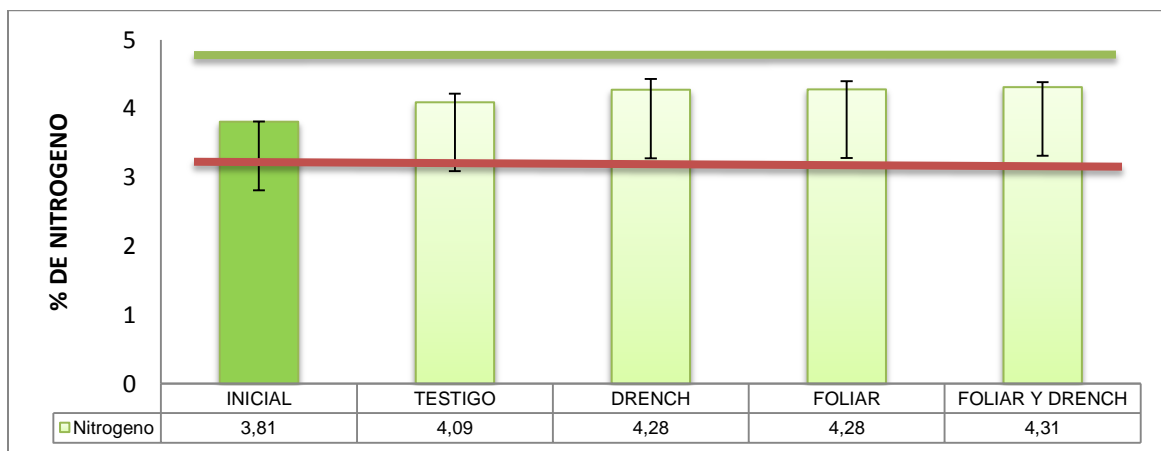 % DE NITROGENO
5
4
3
2
1
0
INICIAL TESTIGO DRENCH FOLIAR FOLIAR Y DRENCH
Nitrogeno 3,81 4,09 4,28 4,28 4,31